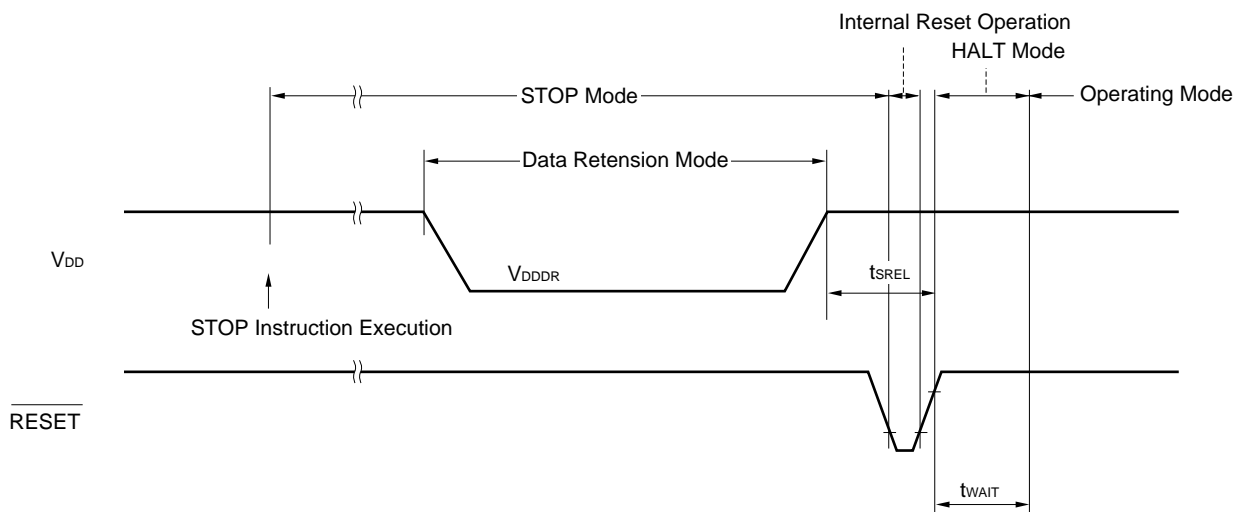 Internal Reset Operation
HALT Mode
STOP Mode
Operating Mode
Data Retension Mode
VDD
VDDDR
tSREL
STOP Instruction Execution
RESET
tWAIT